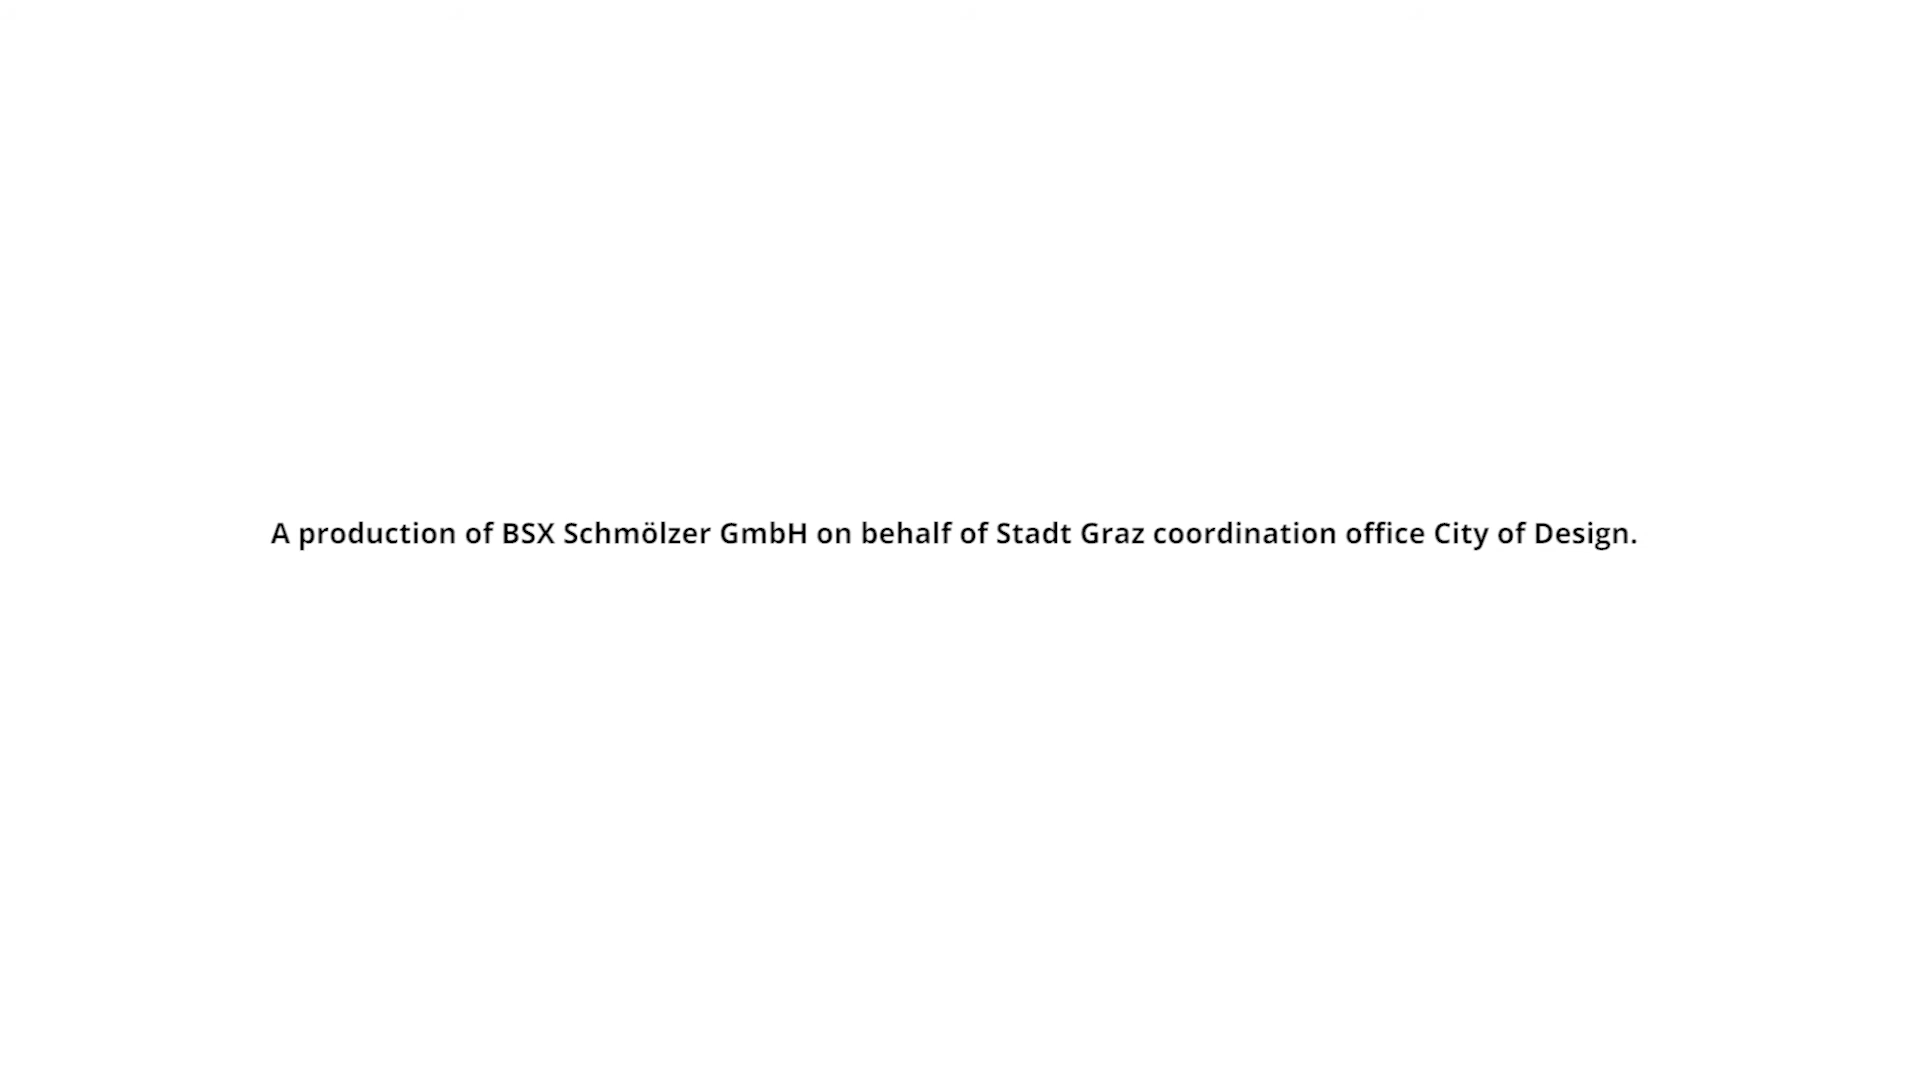 A production of BSX Schmölzer GmbH on behalf of Stadt Graz coordination office City of Design.